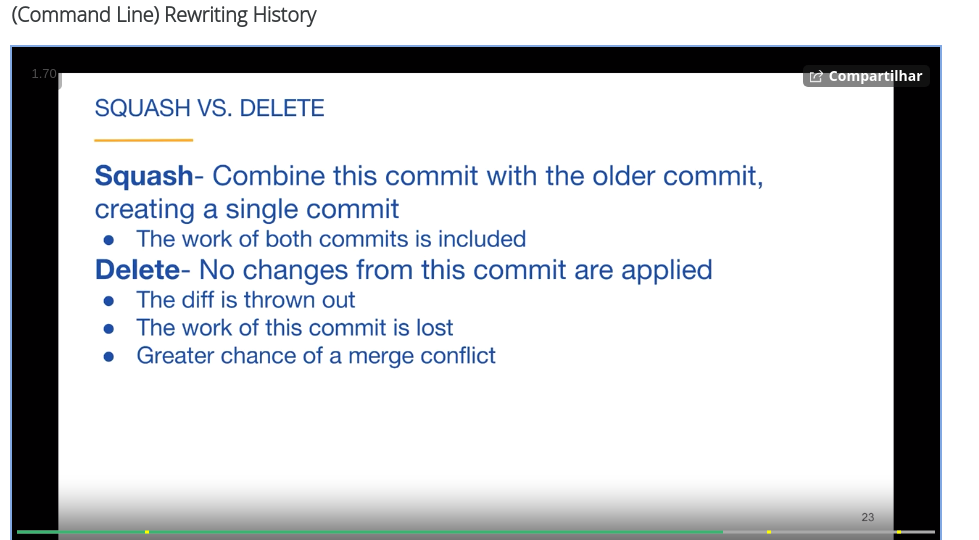 (Command Line) Rewriting History
1.70
Compartilhar
SQUASH VS. DELETE
Squash- Combine this commit with the older commit,
creating a single commit
● The work of both commits is included
Delete- No changes from this commit are applied
● The diff is thrown out
● The work of this commit is lost
● Greater chance of a merge conflict
23